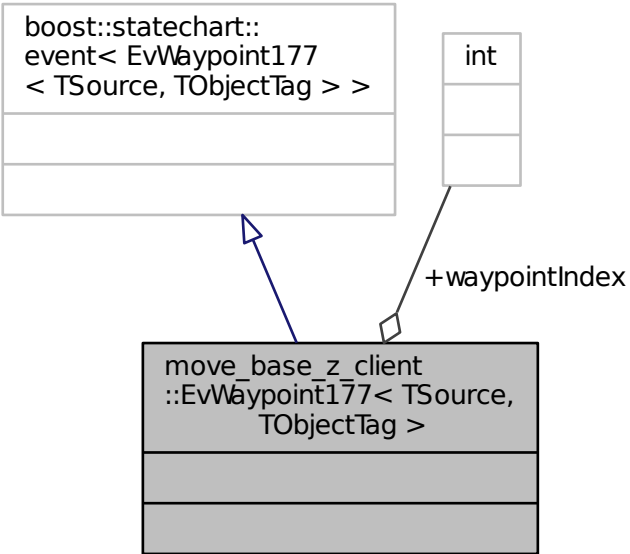 boost::statechart::
event< EvWaypoint177
< TSource, TObjectTag > >
int
+waypointIndex
move_base_z_client
::EvWaypoint177< TSource,
TObjectTag >